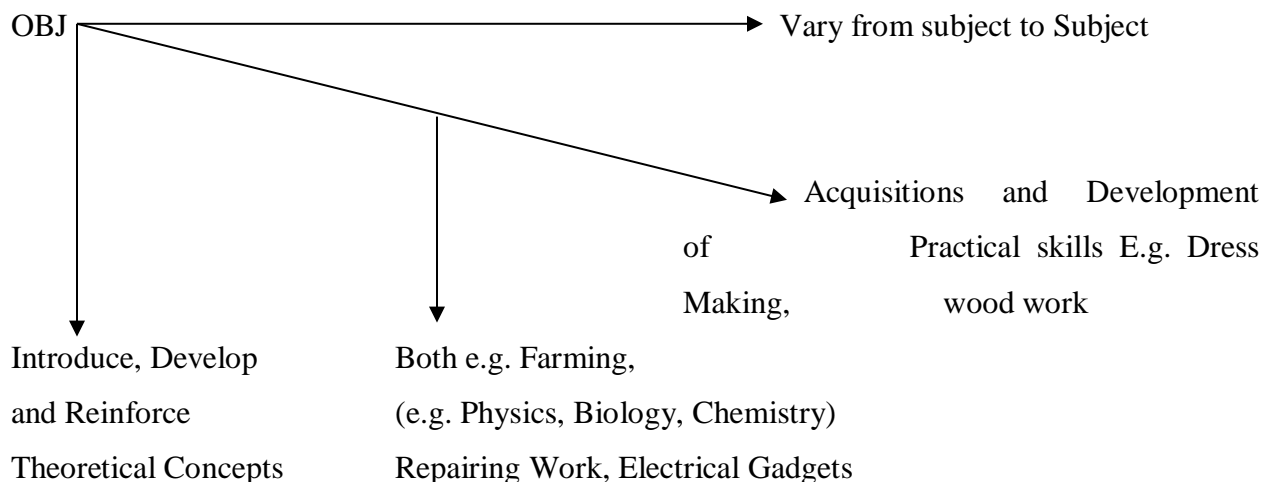 OBJ Vary from subject to Subject
Acquisitions and Development
of Practical skills E.g. Dress
Making, wood work
Introduce, Develop
and Reinforce
Theoretical Concepts
Both e.g. Farming,
(e.g. Physics, Biology, Chemistry)
Repairing Work, Electrical Gadgets